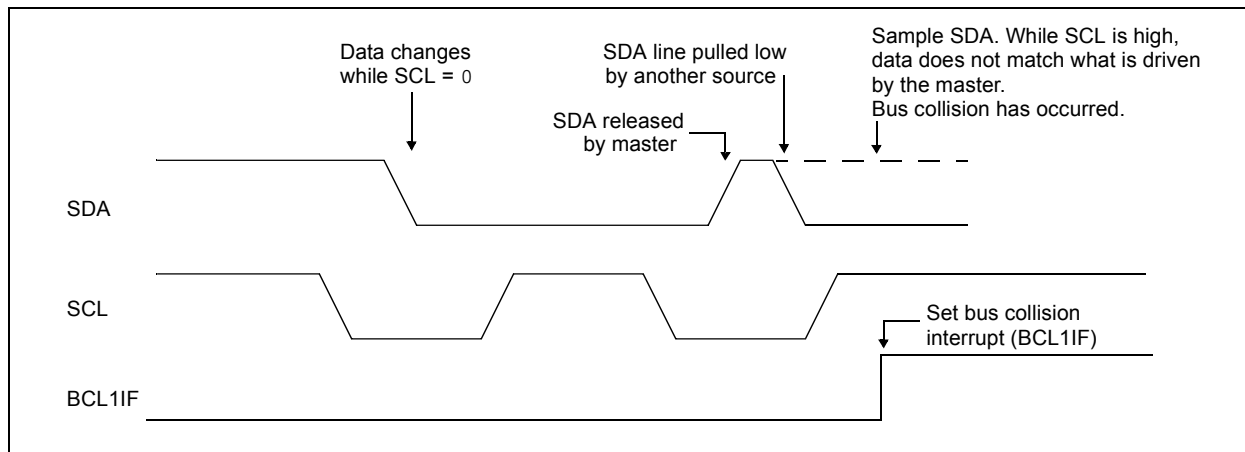 Data changes
while SCL = 0
SDA line pulled low
by another source
Sample SDA. While SCL is high,
data does not match what is driven
by the master.
Bus collision has occurred.
SDA released
by master
SDA
SCL
Set bus collision
interrupt (BCL1IF)
BCL1IF